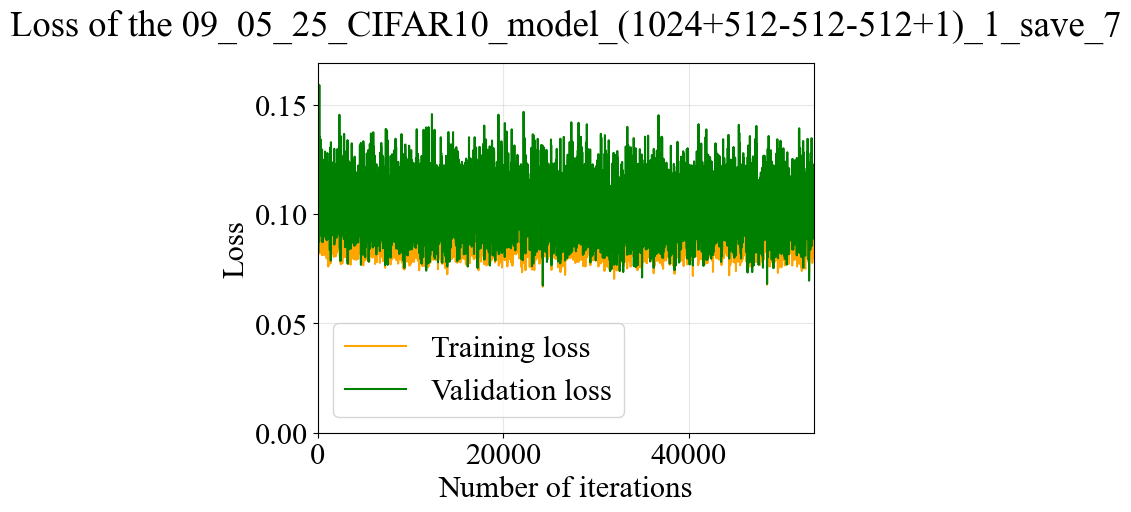 Loss of the 09_05_25_CIFAR10_model_(1024+512-512-512+1)_1_save_7
0.15
0.10
0.05
0.00
Loss
Training loss
Validation loss
0 20000 40000
Number of iterations